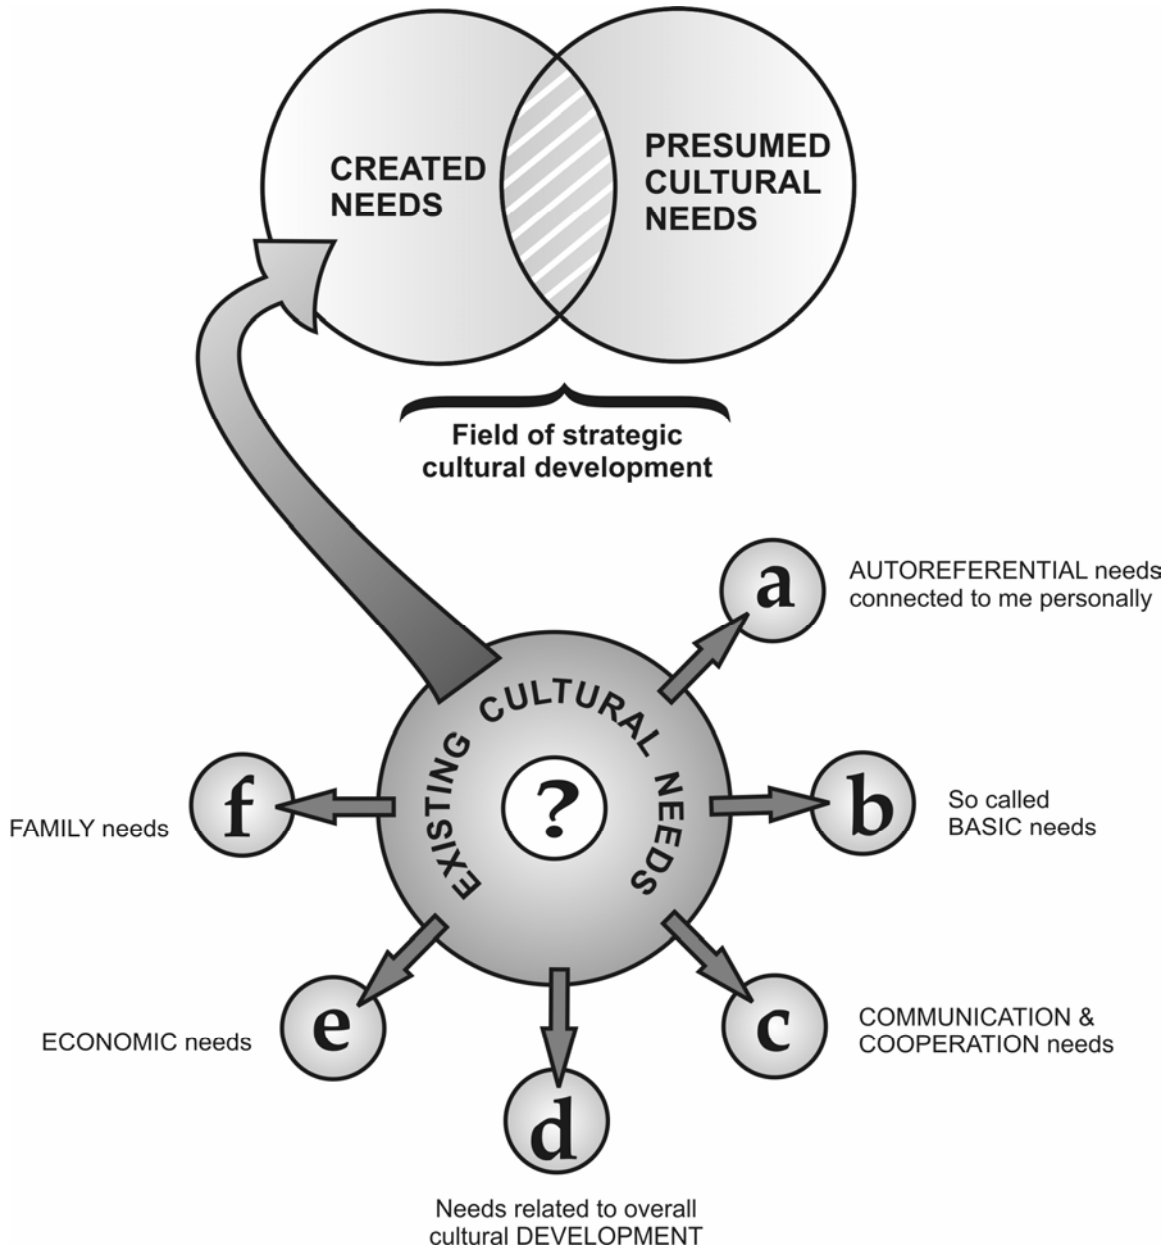 CREATED
NEEDS
PRESUMED
CULTURAL
NEEDS
Field of strategic
cultural development
a
AUTOREFERENTIAL needs
connected to me personally
EXISTING CULTURAL NEEDS
?
b
So called
BASIC needs
c
COMMUNICATION &
COOPERATION needs
d
Needs related to overall
cultural DEVELOPMENT
e
ECONOMIC needs
f
FAMILY needs